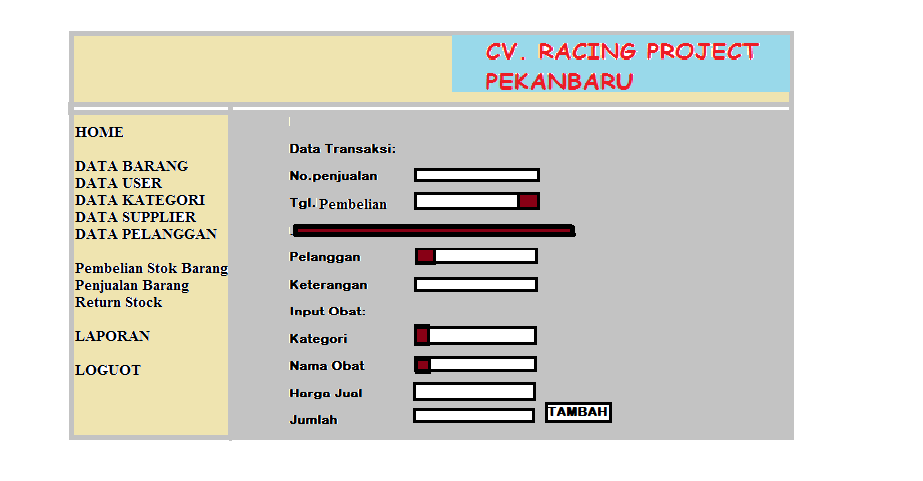 CV. RACING PROJECT
PEKANBARU
HOME
DATA BARANG
DATA USER
DATA KATEGORI
DATA SUPPLIER
DATA PELANGGAN
Pembelian Stok Barang
Penjualan Barang
Return Stock
LAPORAN
LOGUOT
Data Transaksi:
No.penjualan
Tgl. Pembelian
Pelanggan
Keterangan
Input Obat:
Kategori
Nama Obat
Harga Jual
Jumlah
TAMBAH